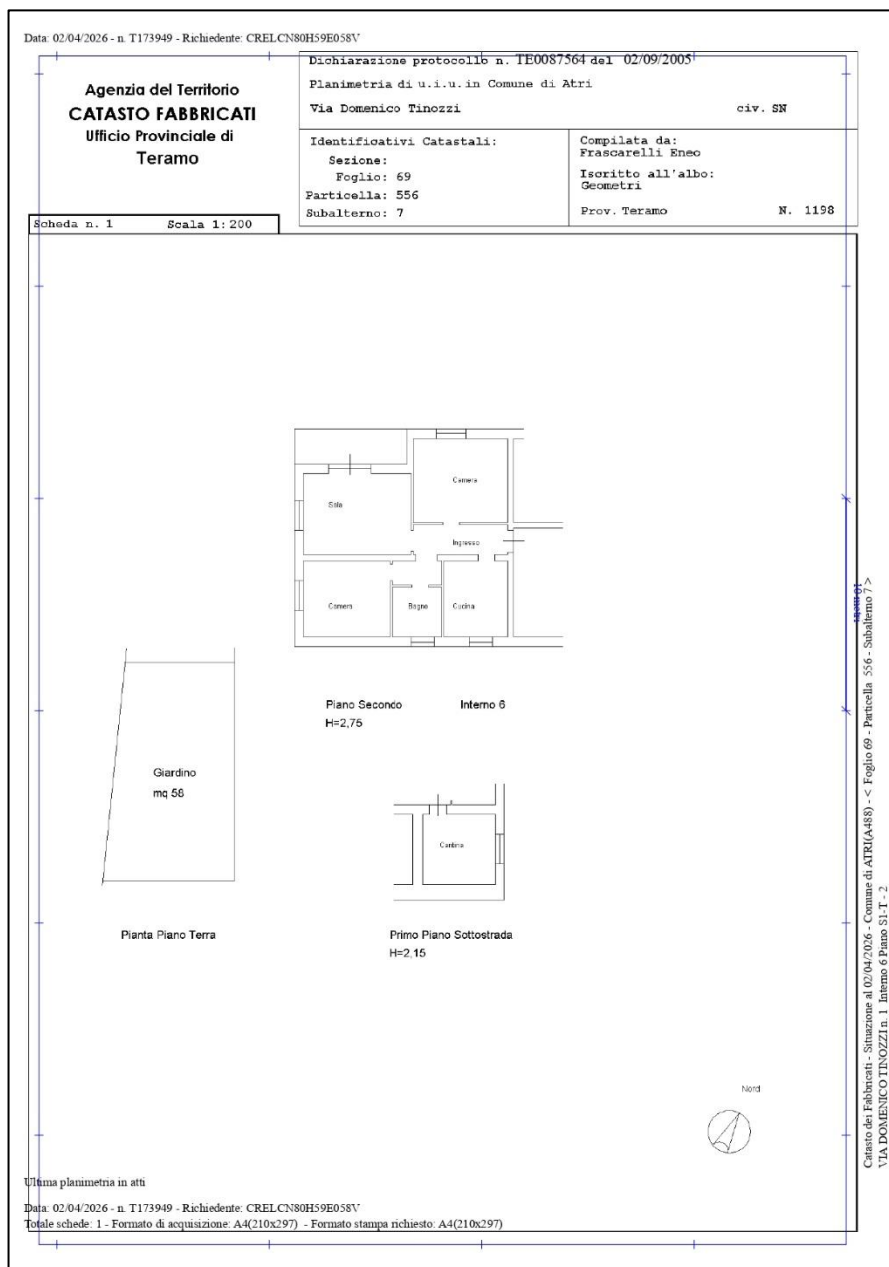 Data: 02/04/2026 - n. T173949 - Richiedente: CRELCN80H59E058V
Agenzia del Territorio
CATASTO FABBRICATI
Ufficio Provinciale di
Teramo
Dichiarazione protocollo n. TE0087564 del 02/09/2005
Planimetria di u.i.u. in Comune di Atri
Via Domenico Tinozzi civ. SN
Identificativi Catastali:
Sezione:
Foglio: 69
Particella: 556
Subalterno: 7
Compilata da:
Frascarelli Eneo
Iscritto all'albo:
Geometri
Prov. Teramo N. 1198
Scheda n. 1 Scala 1:200
Camera
Sala
Ingresso
Camera
Bagno
Cucina
Piano Secondo Interno 6
H=2,75
Giardino
mq 58
Cantina
Pianta Piano Terra
Primo Piano Sottostrada
H=2,15
Nord
10 metri
Catasto dei Fabbricati - Situazione al 02/04/2026 - Comune di ATRI(A488) - < Foglio 69 - Particella 556 - Subalterno 7 >
VIA DOMENICO TINOZZI n. 1 Interno 6 Piano S1-T - 2
Ultima planimetria in atti
Data: 02/04/2026 - n. T173949 - Richiedente: CRELCN80H59E058V
Totale schede: 1 - Formato di acquisizione: A4(210x297) - Formato stampa richiesto: A4(210x297)